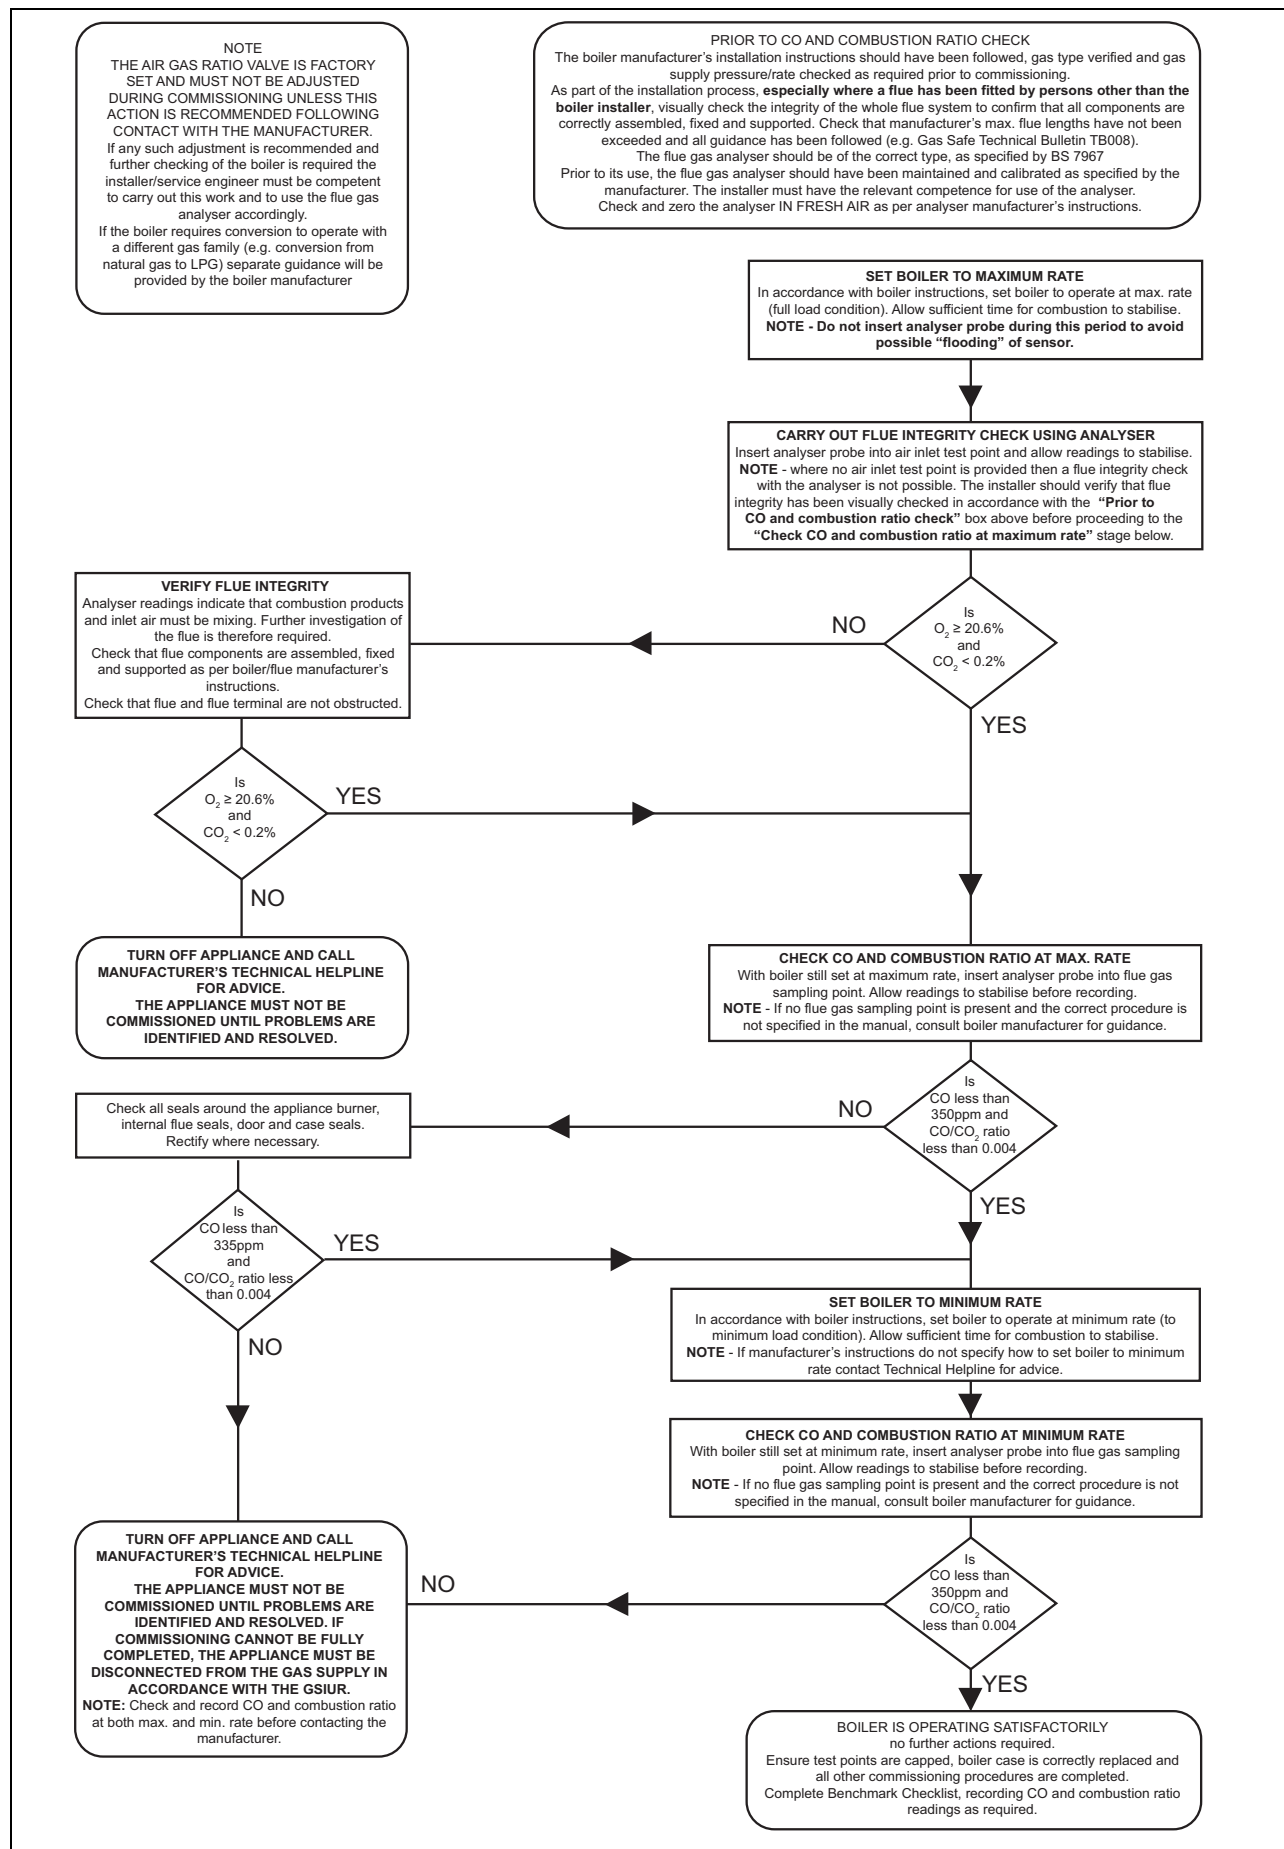 NOTE
THE AIR GAS RATIO VALVE IS FACTORY
SET AND MUST NOT BE ADJUSTED
DURING COMMISSIONING UNLESS THIS
ACTION IS RECOMMENDED FOLLOWING
CONTACT WITH THE MANUFACTURER.
If any such adjustment is recommended and
further checking of the boiler is required the
installer/service engineer must be competent
to carry out this work and to use the flue gas
analyser accordingly.
If the boiler requires conversion to operate with
a different gas family (e.g. conversion from
natural gas to LPG) separate guidance will be
provided by the boiler manufacturer
PRIOR TO CO AND COMBUSTION RATIO CHECK
The boiler manufacturer's installation instructions should have been followed, gas type verified and gas
supply pressure/rate checked as required prior to commissioning.
As part of the installation process, especially where a flue has been fitted by persons other than the
boiler installer, visually check the integrity of the whole flue system to confirm that all components are
correctly assembled, fixed and supported. Check that manufacturer's max. flue lengths have not been
exceeded and all guidance has been followed (e.g. Gas Safe Technical Bulletin TB008).
The flue gas analyser should be of the correct type, as specified by BS 7967
Prior to its use, the flue gas analyser should have been maintained and calibrated as specified by the
manufacturer. The installer must have the relevant competence for use of the analyser.
Check and zero the analyser IN FRESH AIR as per analyser manufacturer's instructions.
SET BOILER TO MAXIMUM RATE
In accordance with boiler instructions, set boiler to operate at max. rate
(full load condition). Allow sufficient time for combustion to stabilise.
NOTE - Do not insert analyser probe during this period to avoid
possible “flooding” of sensor.
CARRY OUT FLUE INTEGRITY CHECK USING ANALYSER
Insert analyser probe into air inlet test point and allow readings to stabilise.
NOTE - where no air inlet test point is provided then a flue integrity check
with the analyser is not possible. The installer should verify that flue
integrity has been visually checked in accordance with the “Prior to
CO and combustion ratio check” box above before proceeding to the
“Check CO and combustion ratio at maximum rate” stage below.
Is
O₂ ≥ 20.6%
and
CO₂ < 0.2%
NO
YES
VERIFY FLUE INTEGRITY
Analyser readings indicate that combustion products
and inlet air must be mixing. Further investigation of
the flue is therefore required.
Check that flue components are assembled, fixed
and supported as per boiler/flue manufacturer's
instructions.
Check that flue and flue terminal are not obstructed.
Is
O₂ ≥ 20.6%
and
CO₂ < 0.2%
YES
NO
TURN OFF APPLIANCE AND CALL
MANUFACTURER'S TECHNICAL HELPLINE
FOR ADVICE.
THE APPLIANCE MUST NOT BE
COMMISSIONED UNTIL PROBLEMS ARE
IDENTIFIED AND RESOLVED.
CHECK CO AND COMBUSTION RATIO AT MAX. RATE
With boiler still set at maximum rate, insert analyser probe into flue gas
sampling point. Allow readings to stabilise before recording.
NOTE - If no flue gas sampling point is present and the correct procedure is
not specified in the manual, consult boiler manufacturer for guidance.
Is
CO less than
350ppm and
CO/CO₂ ratio
less than 0.004
NO
YES
Check all seals around the appliance burner,
internal flue seals, door and case seals.
Rectify where necessary.
Is
CO less than
335ppm
and
CO/CO₂ ratio less
than 0.004
YES
NO
SET BOILER TO MINIMUM RATE
In accordance with boiler instructions, set boiler to operate at minimum rate (to
minimum load condition). Allow sufficient time for combustion to stabilise.
NOTE - If manufacturer's instructions do not specify how to set boiler to minimum
rate contact Technical Helpline for advice.
CHECK CO AND COMBUSTION RATIO AT MINIMUM RATE
With boiler still set at minimum rate, insert analyser probe into flue gas sampling
point. Allow readings to stabilise before recording.
NOTE - If no flue gas sampling point is present and the correct procedure is not
specified in the manual, consult boiler manufacturer for guidance.
Is
CO less than
350ppm and
CO/CO₂ ratio
less than 0.004
NO
YES
TURN OFF APPLIANCE AND CALL
MANUFACTURER'S TECHNICAL HELPLINE
FOR ADVICE.
THE APPLIANCE MUST NOT BE
COMMISSIONED UNTIL PROBLEMS ARE
IDENTIFIED AND RESOLVED. IF
COMMISSIONING CANNOT BE FULLY
COMPLETED, THE APPLIANCE MUST BE
DISCONNECTED FROM THE GAS SUPPLY IN
ACCORDANCE WITH THE GSIUR.
NOTE: Check and record CO and combustion ratio
at both max. and min. rate before contacting the
manufacturer.
BOILER IS OPERATING SATISFACTORILY
no further actions required.
Ensure test points are capped, boiler case is correctly replaced and
all other commissioning procedures are completed.
Complete Benchmark Checklist, recording CO and combustion ratio
readings as required.